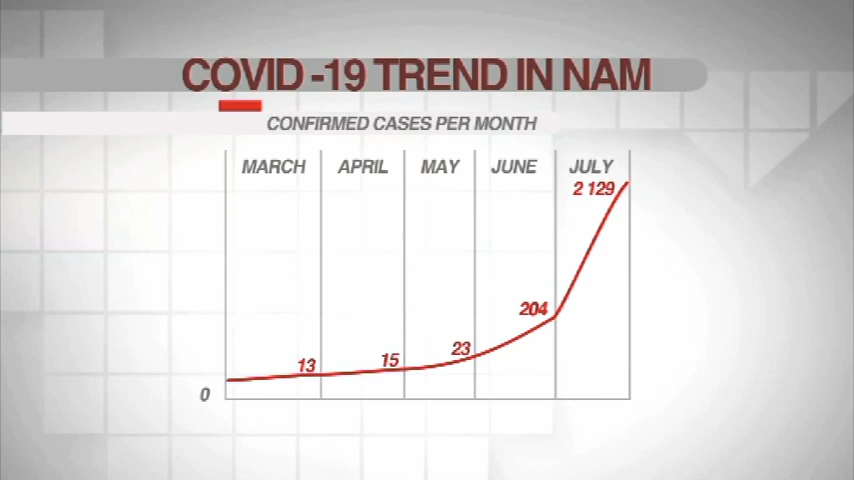 COVID -19 TREND IN NAM
CONFIRMED CASES PER MONTH
MARCH APRIL MAY JUNE JULY
2 129
204
23
15
13
0